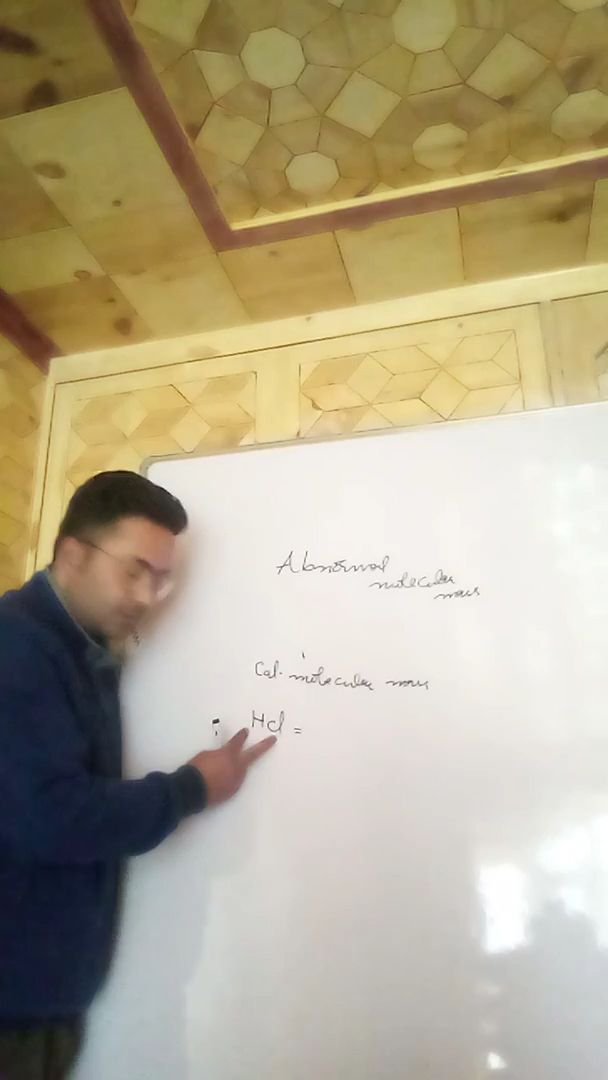 Abnormal
molecular
mass
Cal. molecular mass
HCl =